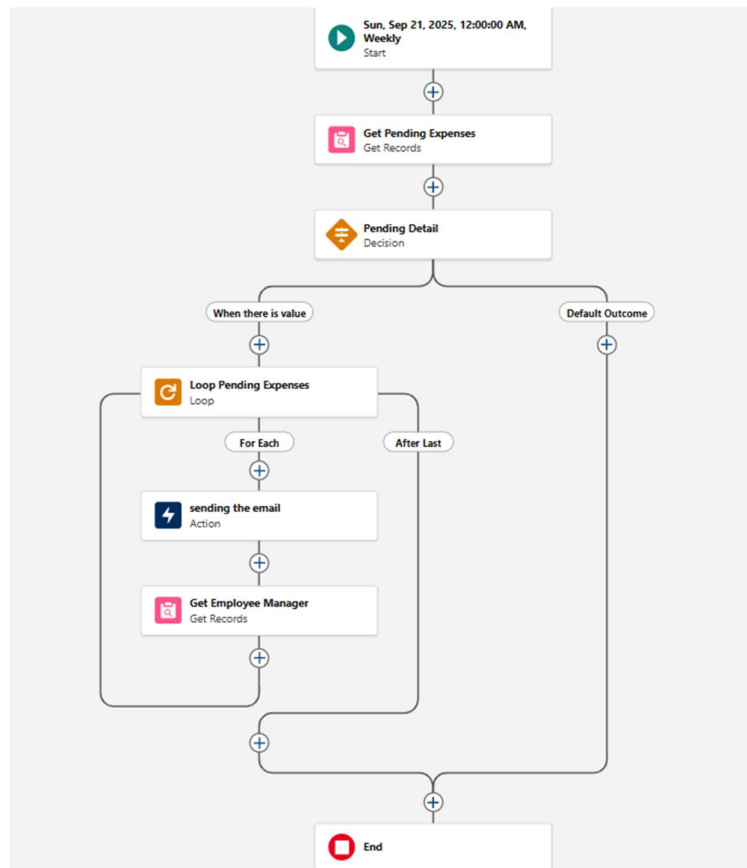 Sun, Sep 21, 2025, 12:00:00 AM,
Weekly
Start
Get Pending Expenses
Get Records
Pending Detail
Decision
When there is value
Default Outcome
Loop Pending Expenses
Loop
For Each
After Last
sending the email
Action
Get Employee Manager
Get Records
End